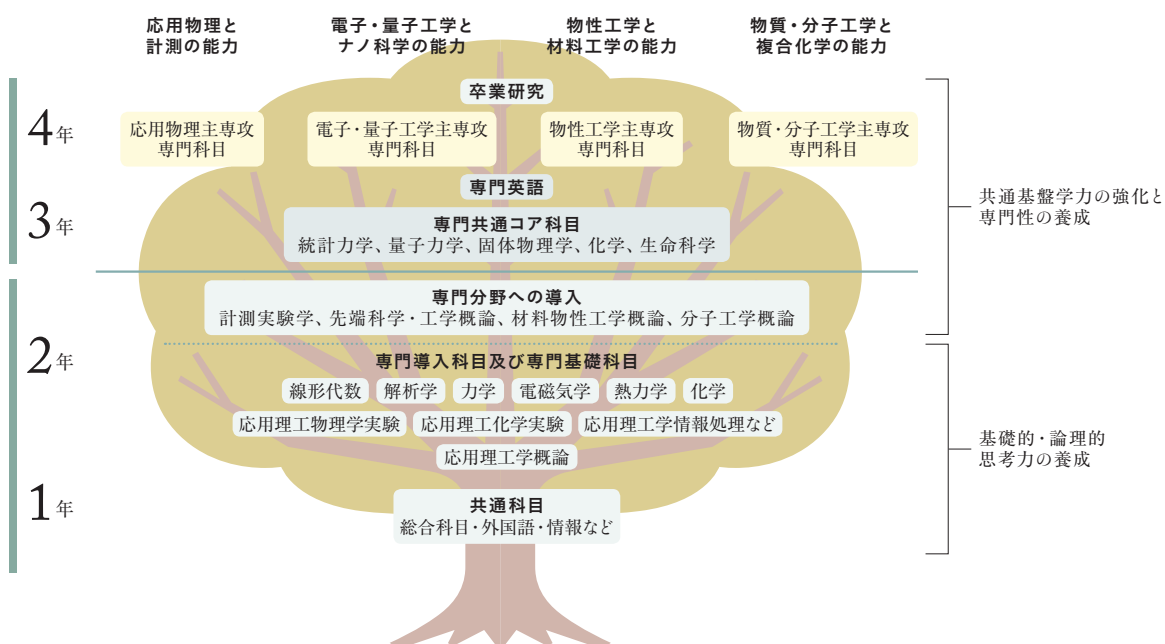 応用物理と
計測の能力
電子・量子工学と
ナノ科学の能力
物性工学と
材料工学の能力
物質・分子工学と
複合化学の能力
卒業研究
4年
応用物理主専攻
専門科目
電子・量子工学主専攻
専門科目
物性工学主専攻
専門科目
物質・分子工学主専攻
専門科目
専門英語
3年
専門共通コア科目
統計力学、量子力学、固体物理学、化学、生命科学
共通基盤学力の強化と
専門性の養成
専門分野への導入
計測実験学、先端科学・工学概論、材料物性工学概論、分子工学概論
2年
専門導入科目及び専門基礎科目
線形代数 解析学 力学 電磁気学 熱力学 化学
応用理工物理学実験 応用理工化学実験 応用理工学情報処理など
応用理工学概論
基礎的・論理的
思考力の養成
1年
共通科目
総合科目・外国語・情報など